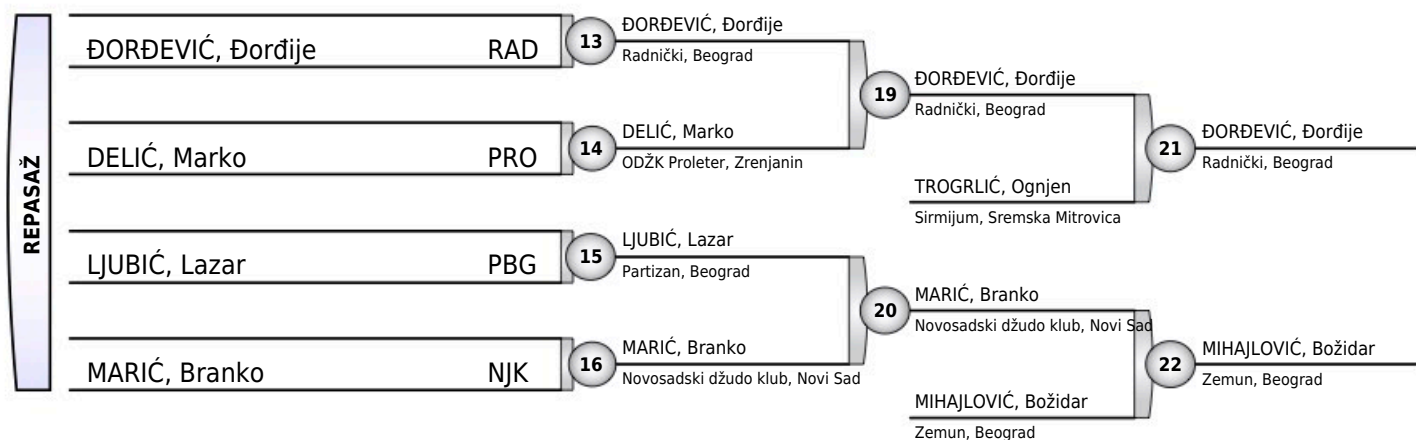 REPASAŽ
ĐORĐEVIĆ, Đorđije RAD
DELIĆ, Marko PRO
LJUBIĆ, Lazar PBG
MARIĆ, Branko NJK
13
ĐORĐEVIĆ, Đorđije
Radnički, Beograd
14
DELIĆ, Marko
ODŽK Proleter, Zrenjanin
15
LJUBIĆ, Lazar
Partizan, Beograd
16
MARIĆ, Branko
Novosadski džudo klub, Novi Sad
19
ĐORĐEVIĆ, Đorđije
Radnički, Beograd
TROGRLIĆ, Ognjen
Sirmijum, Sremska Mitrovica
20
MARIĆ, Branko
Novosadski džudo klub, Novi Sad
MIHAJLOVIĆ, Božidar
Zemun, Beograd
21
ĐORĐEVIĆ, Đorđije
Radnički, Beograd
22
MIHAJLOVIĆ, Božidar
Zemun, Beograd